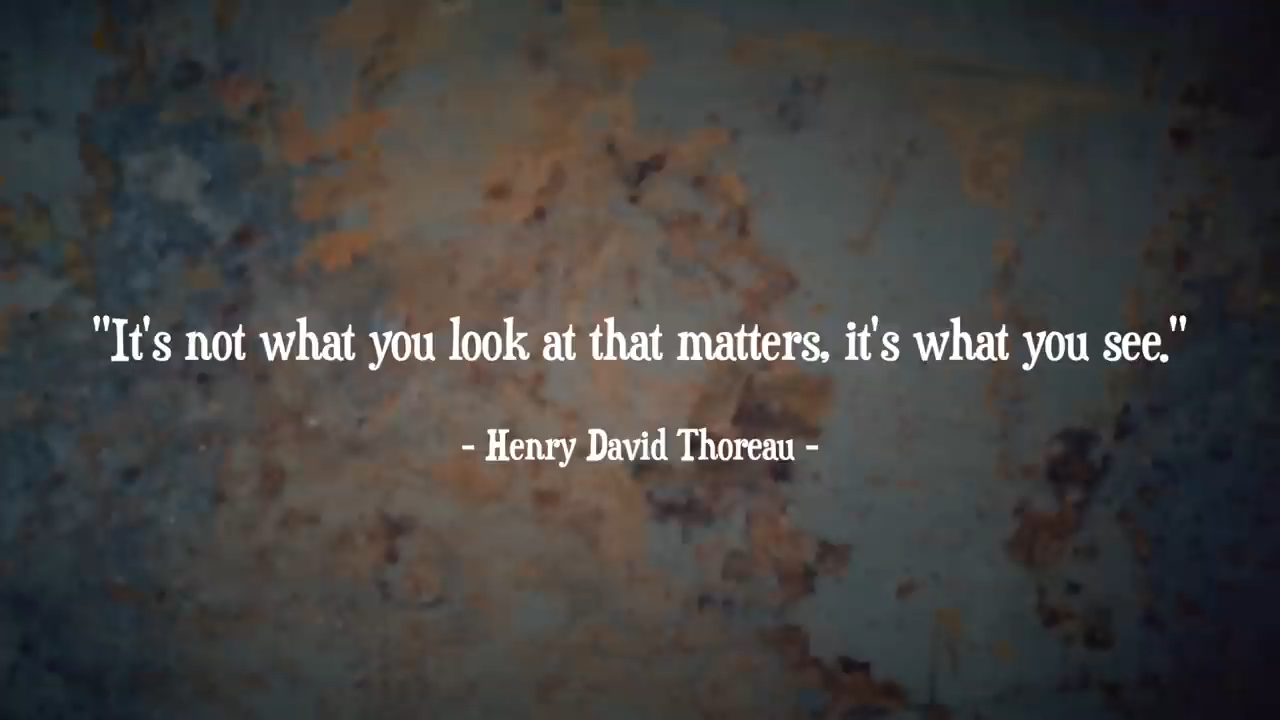 "It's not what you look at that matters, it's what you see."
- Henry David Thoreau -